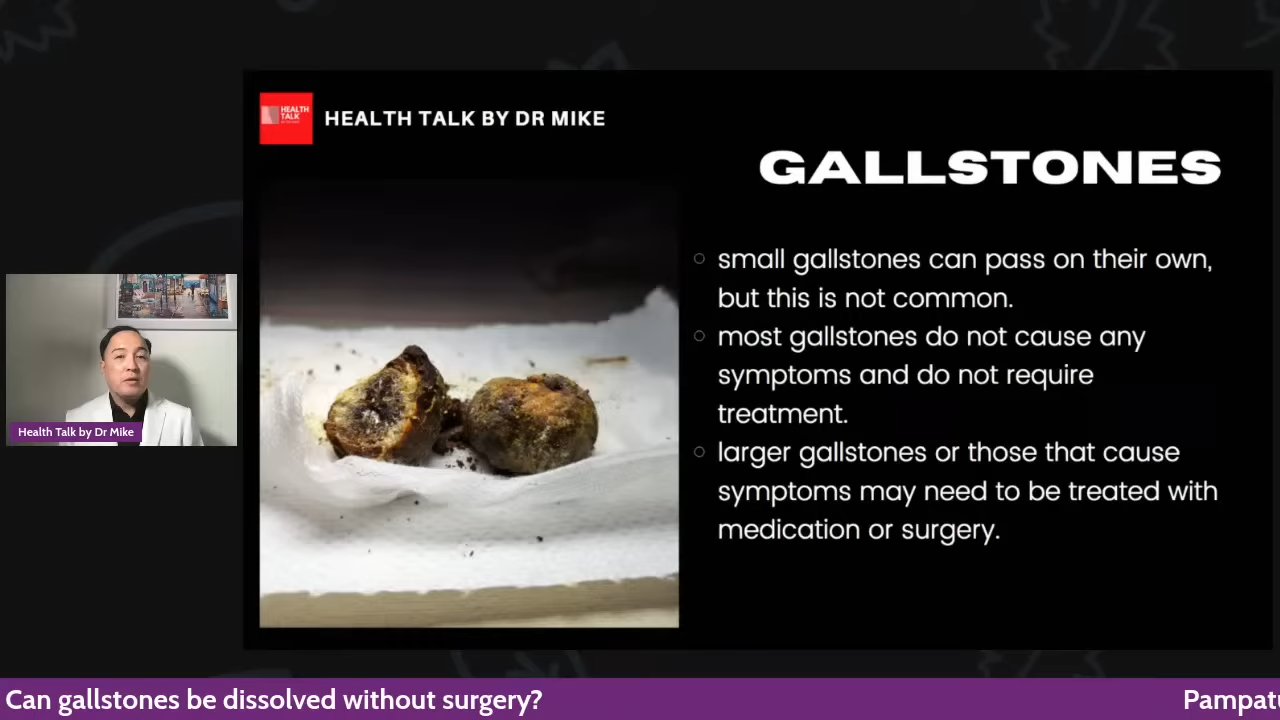 HEALTH
TALK
HEALTH TALK BY DR MIKE
GALLSTONES
small gallstones can pass on their own,
but this is not common.
most gallstones do not cause any
symptoms and do not require
treatment.
larger gallstones or those that cause
symptoms may need to be treated with
medication or surgery.
Health Talk by Dr Mike
Can gallstones be dissolved without surgery?